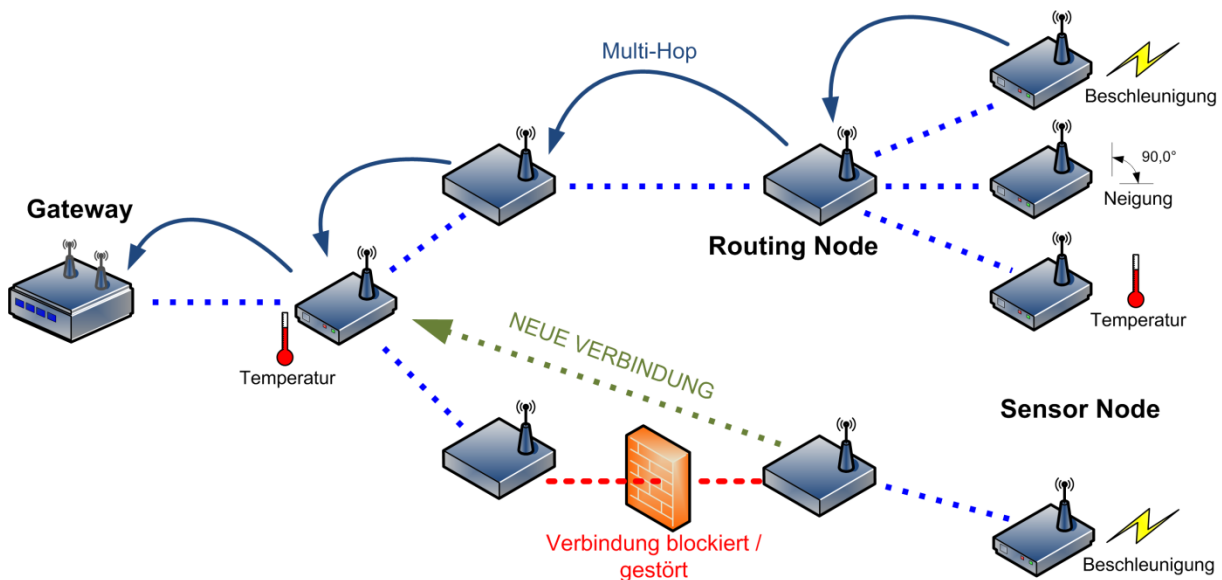 Multi-Hop
Beschleunigung
90,0°
Neigung
Gateway
Routing Node
Temperatur
Temperatur
NEUE VERBINDUNG
Sensor Node
Verbindung blockiert /
gestört
Beschleunigung